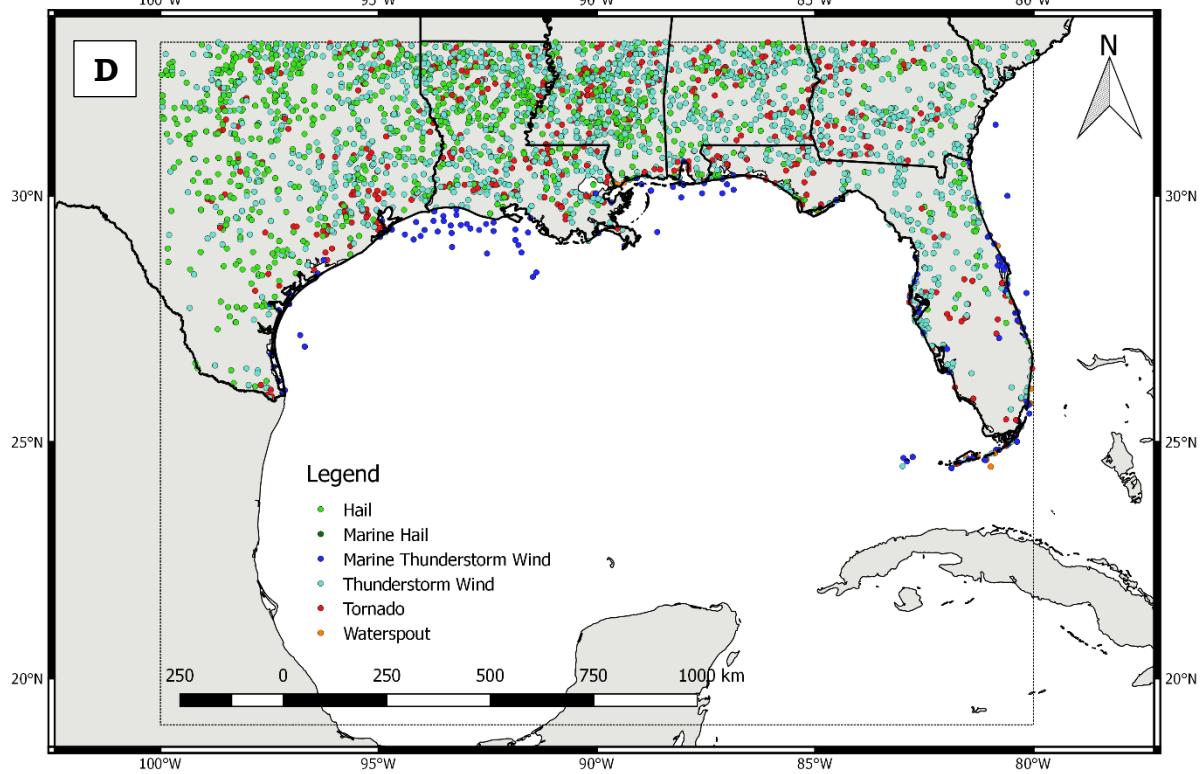 100°W 95°W 90°W 85°W 80°W
D
N
30°N 30°N
25°N 25°N
Legend
Hail
Marine Hail
Marine Thunderstorm Wind
Thunderstorm Wind
Tornado
Waterspout
250 0 250 500 750 1000 km
20°N 20°N
100°W 95°W 90°W 85°W 80°W